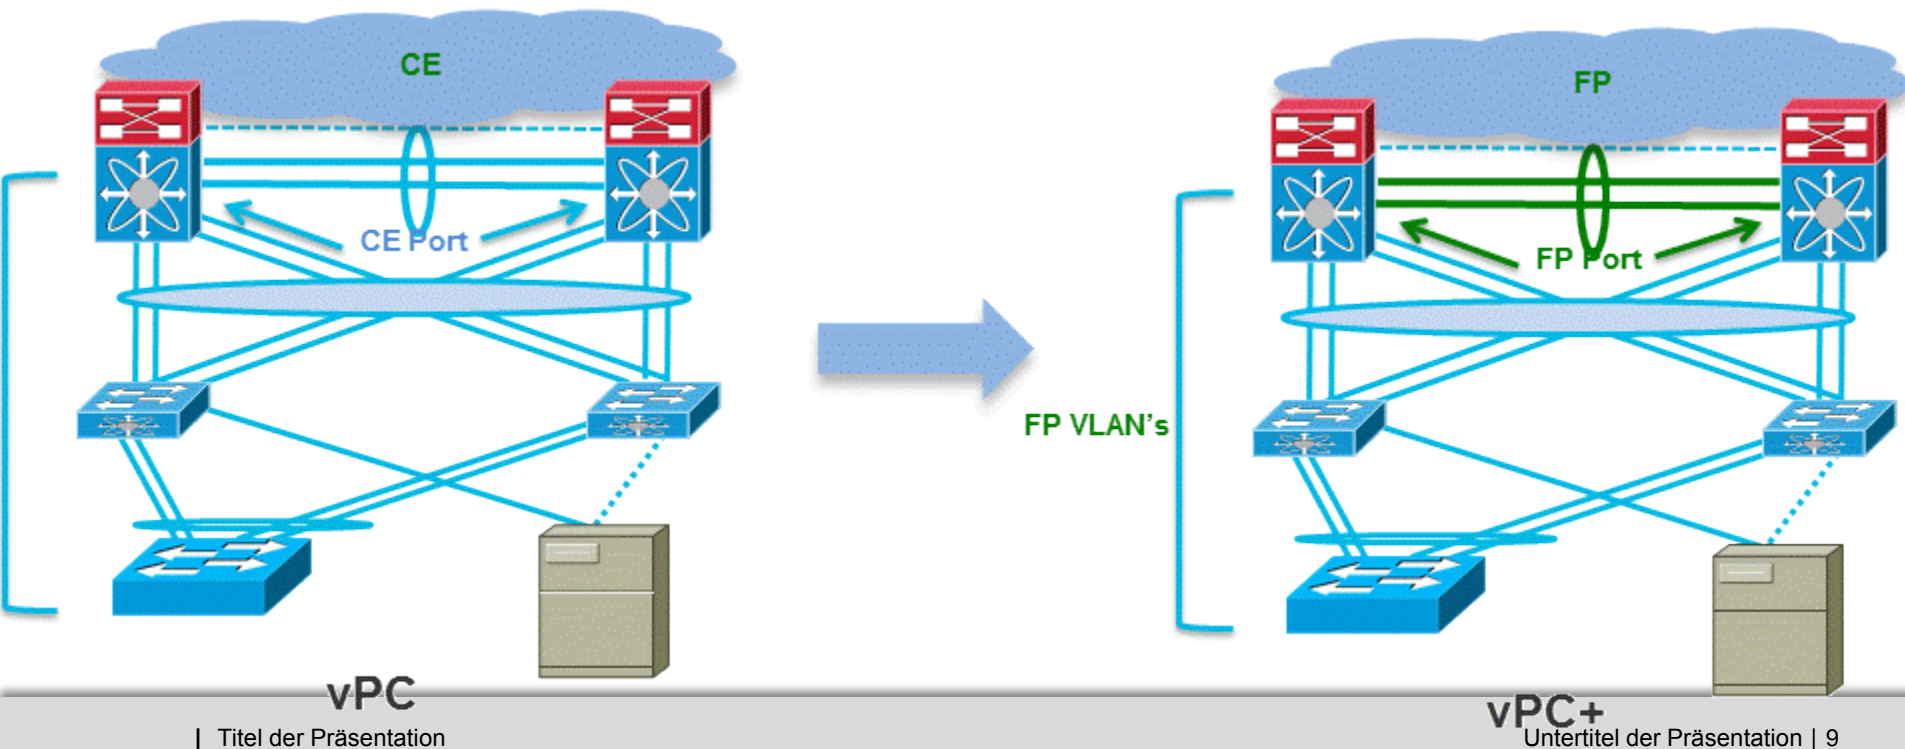 CE
CE Port
vPC
FP
FP Port
FP VLAN's
vPC+
| Titel der Präsentation
Untertitel der Präsentation | 9